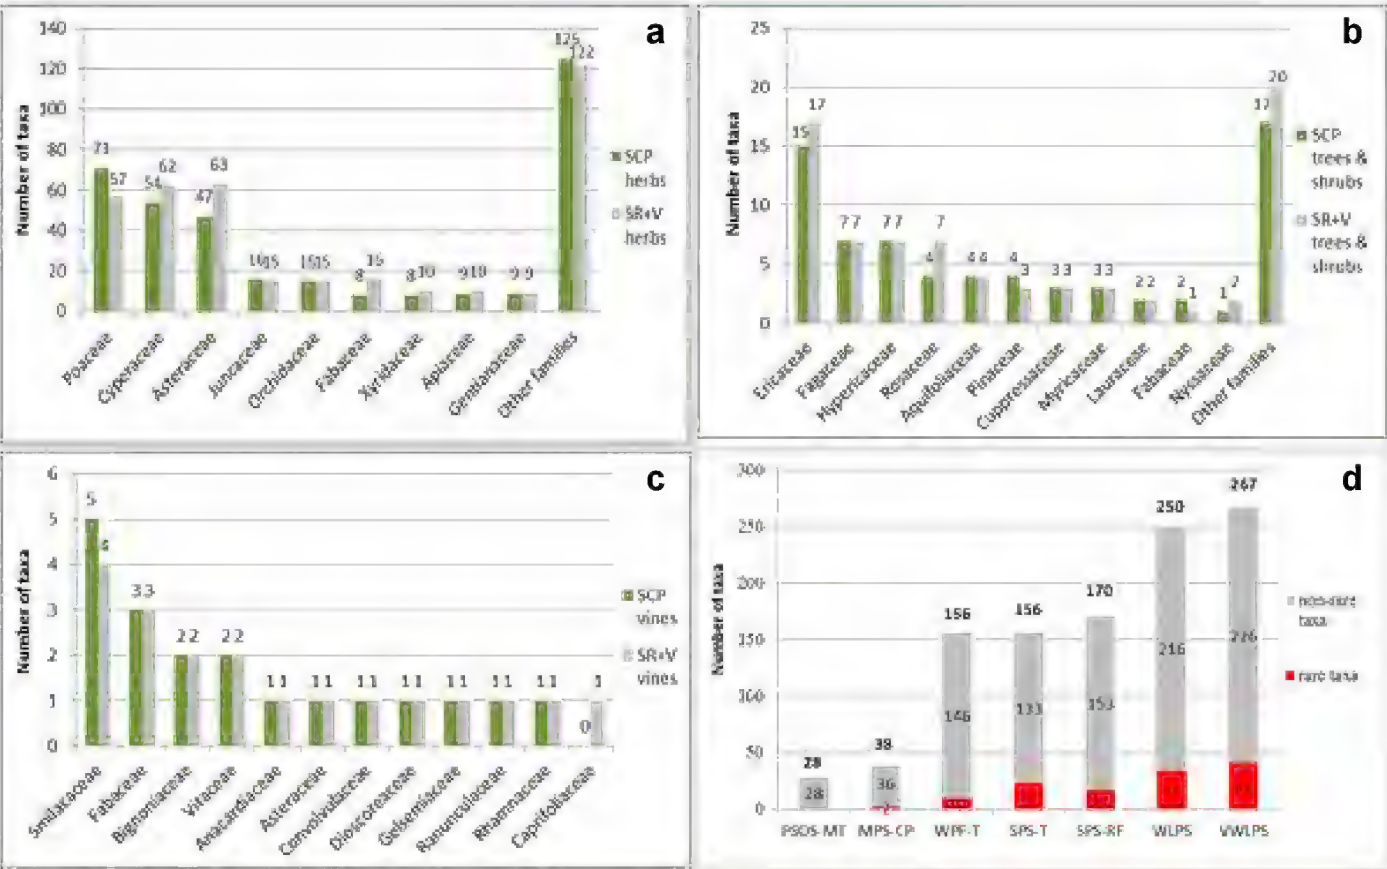 a
140
120
100
80
60
40
20
0
Number of taxa
71
57
54
62
47
63
16
15
15
15
8
16
8
10
9
10
9
9
125
122
SCP
herbs
SR+V
herbs
Poaceae
Cyperaceae
Asteraceae
Juncaceae
Orchidaceae
Fabaceae
Xyridaceae
Apiaceae
Gentianaceae
Other families
b
25
20
15
10
5
0
Number of taxa
15
17
7
7
7
7
4
7
4
4
4
3
3
3
3
3
2
2
2
1
1
2
17
20
SCP
trees &
shrubs
SR+V
trees &
shrubs
Ericaceae
Fagaceae
Hypericaceae
Rosaceae
Aquifoliaceae
Pinaceae
Cuppressaceae
Myricaceae
Lauraceae
Fabaceae
Nyssaceae
Other families
c
6
5
4
3
2
1
0
Number of taxa
5
4
3
3
2
2
2
2
1
1
1
1
1
1
1
1
1
1
1
1
1
1
0
1
SCP
vines
SR+V
vines
Smilacaceae
Fabaceae
Bignoniaceae
Vitaceae
Anacardiaceae
Asteraceae
Convolvulaceae
Dioscoreaceae
Gelsemiaceae
Ranunculaceae
Rhamnaceae
Caprifoliaceae
d
300
250
200
150
100
50
0
Number of taxa
28
28
38
36
2
156
146
156
133
170
153
250
216
267
226
non-rare
taxa
rare taxa
PSDS-MT
MPS-CP
WPF-T
SPS-T
SPS-RF
WLPS
VWLPS